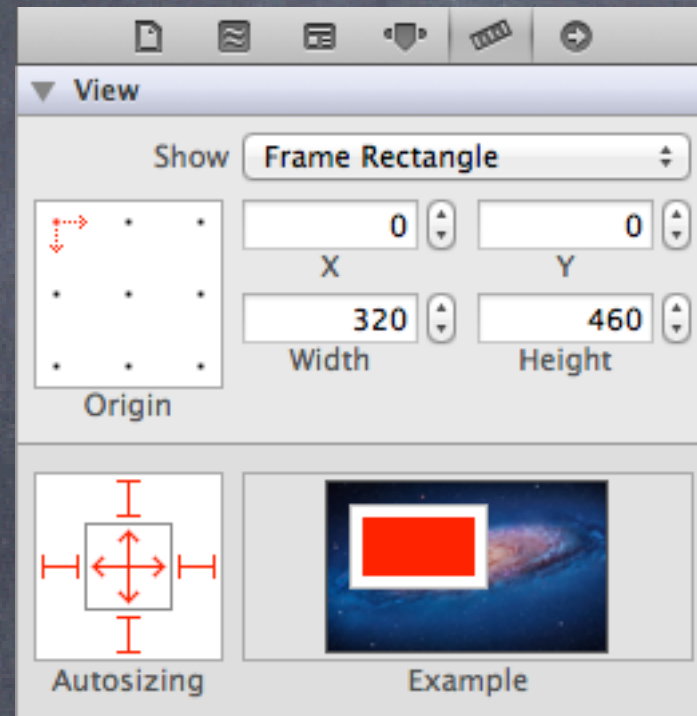 View
Show Frame Rectangle
0 0
X Y
320 460
Width Height
Origin
Autosizing Example